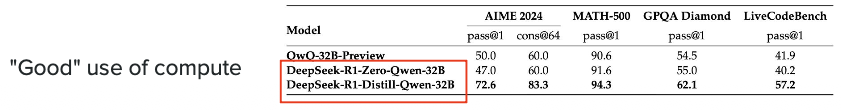 "Good" use of compute
Model AIME 2024 MATH-500 GPQA Diamond LiveCodeBench
pass@1 cons@64 pass@1 pass@1 pass@1
QwQ-32B-Preview 50.0 60.0 90.6 54.5 41.9
DeepSeek-R1-Zero-Qwen-32B 47.0 60.0 91.6 55.0 40.2
DeepSeek-R1-Distill-Qwen-32B 72.6 83.3 94.3 62.1 57.2